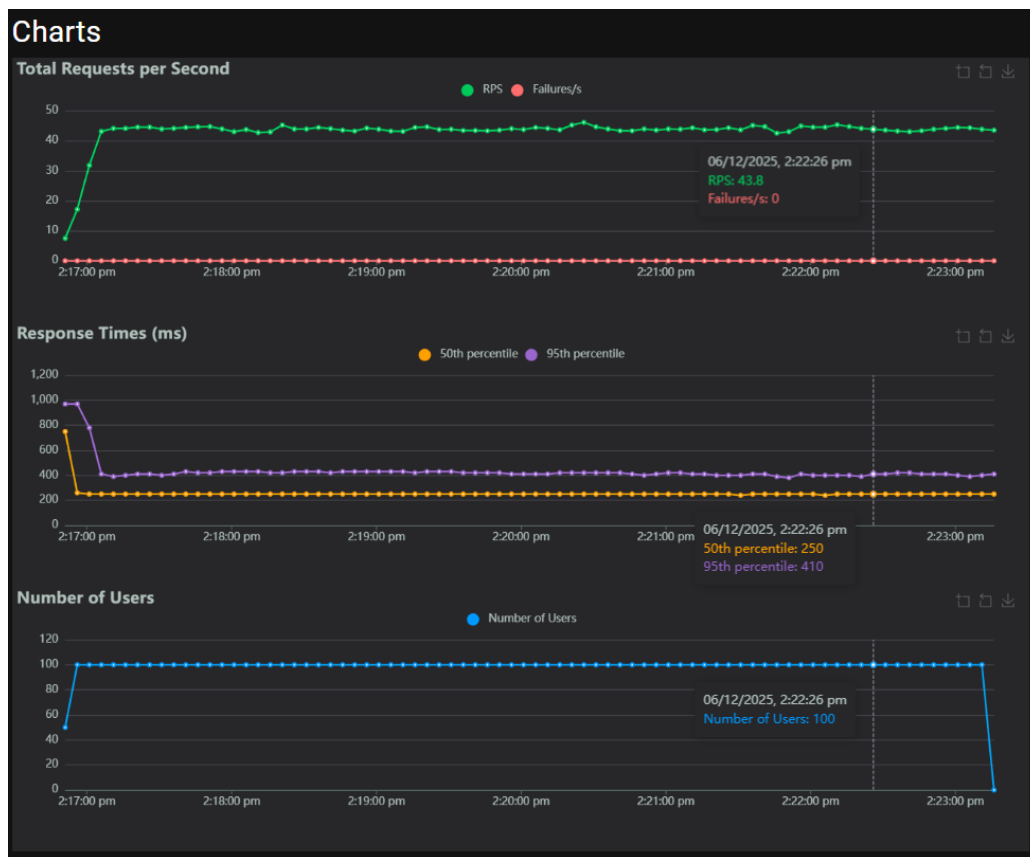 Charts
Total Requests per Second
RPS Failures/s
50
40
30
20
10
0
06/12/2025, 2:22:26 pm
RPS: 43.8
Failures/s: 0
2:17:00 pm 2:18:00 pm 2:19:00 pm 2:20:00 pm 2:21:00 pm 2:22:00 pm 2:23:00 pm
Response Times (ms)
50th percentile 95th percentile
1,200
1,000
800
600
400
200
0
2:17:00 pm 2:18:00 pm 2:19:00 pm 2:20:00 pm 2:21:00 pm 2:23:00 pm
06/12/2025, 2:22:26 pm
50th percentile: 250
95th percentile: 410
Number of Users
Number of Users
120
100
80
60
40
20
0
06/12/2025, 2:22:26 pm
Number of Users: 100
2:17:00 pm 2:18:00 pm 2:19:00 pm 2:20:00 pm 2:21:00 pm 2:22:00 pm 2:23:00 pm